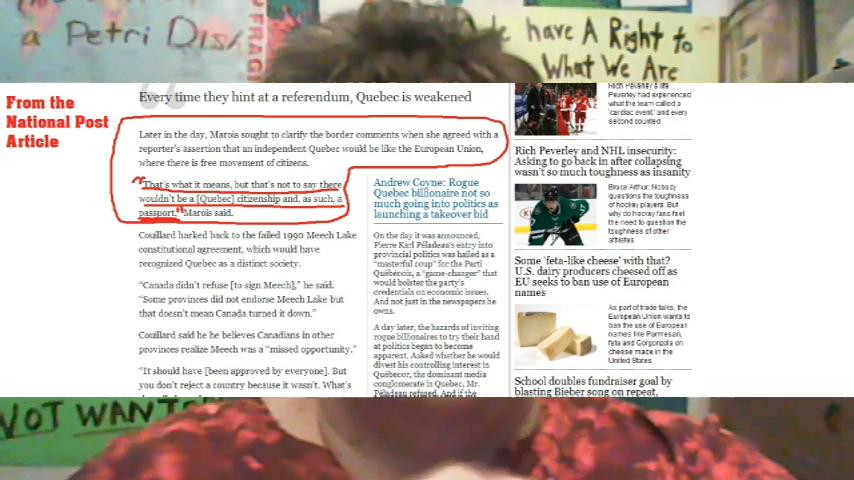 a Petri Dish
FRAGI
have A Right to
What We Are
From the
National Post
Article
Every time they hint at a referendum, Quebec is weakened
Later in the day, Marois sought to clarify the border comments when she agreed with a
reporter's assertion that an independent Quebec would be like the European Union,
where there is free movement of citizens.
"That's what it means, but that's not to say there
wouldn't be a [Quebec] citizenship and, as such, a
passport," Marois said.
Couillard harked back to the failed 1990 Meech Lake
constitutional agreement, which would have
recognized Quebec as a distinct society.
"Canada didn't refuse [to sign Meech]," he said.
"Some provinces did not endorse Meech Lake but
that doesn't mean Canada turned it down."
Couillard said he he believes Canadians in other
provinces realize Meech was a "missed opportunity."
"It should have [been approved by everyone]. But
you don't reject a country because it wasn't. What's
Andrew Coyne: Rogue
Quebec billionaire not so
much going into politics as
launching a takeover bid
On the day it was announced,
Pierre Karl Péladeau's entry into
provincial politics was hailed as a
"masterful coup" for the Parti
Québécois, a "game-changer" that
would bolster the party's
credentials on economic issues.
And not just in the newspapers he
owns.
A day later, the hazards of inviting
rogue billionaires to try their hand
at politics began to become
apparent. Asked whether he would
divest his controlling interest in
Québecor, the dominant media
conglomerate in Quebec, Mr.
Péladeau refused. And if the
Rich Peverley's life.
Peverley had experienced
what the team called a
'cardiac event,' and every
second counted
Rich Peverley and NHL insecurity:
Asking to go back in after collapsing
wasn't so much toughness as insanity
Bruce Arthur: Nobody
questions the toughness
of hockey players. But
why do hockey fans feel
the need to question the
toughness of other
athletes
Some 'feta-like cheese' with that?
U.S. dairy producers cheesed off as
EU seeks to ban use of European
names
As part of trade talks, the
European Union wants to
ban the use of European
names like Parmesan,
feta and Gorgonzola on
cheese made in the
United States
School doubles fundraiser goal by
blasting Bieber song on repeat,
NOT WANT